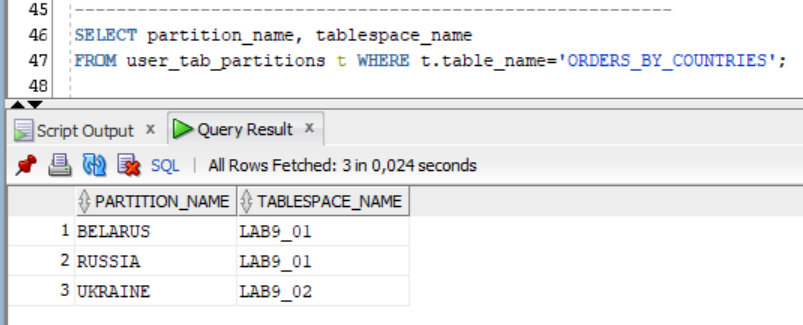 45 ------------------------------------------------------------
46 SELECT partition_name, tablespace_name
47 FROM user_tab_partitions t WHERE t.table_name='ORDERS_BY_COUNTRIES';
48
Script Output x Query Result x
SQL | All Rows Fetched: 3 in 0,024 seconds
PARTITION_NAME TABLESPACE_NAME
1 BELARUS LAB9_01
2 RUSSIA LAB9_01
3 UKRAINE LAB9_02